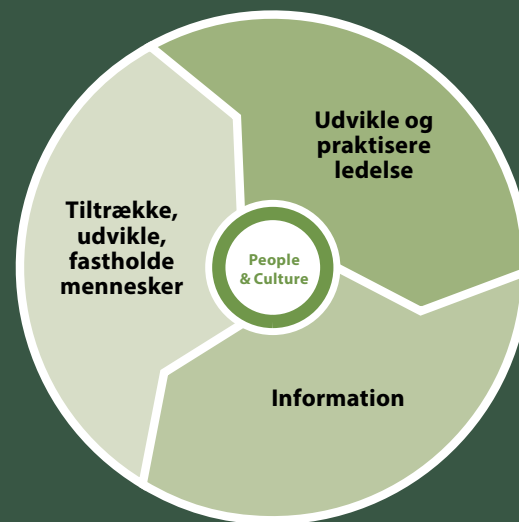 Udvikle og
praktisere
ledelse
Tiltrække,
udvikle,
fastholde
mennesker
People
& Culture
Information